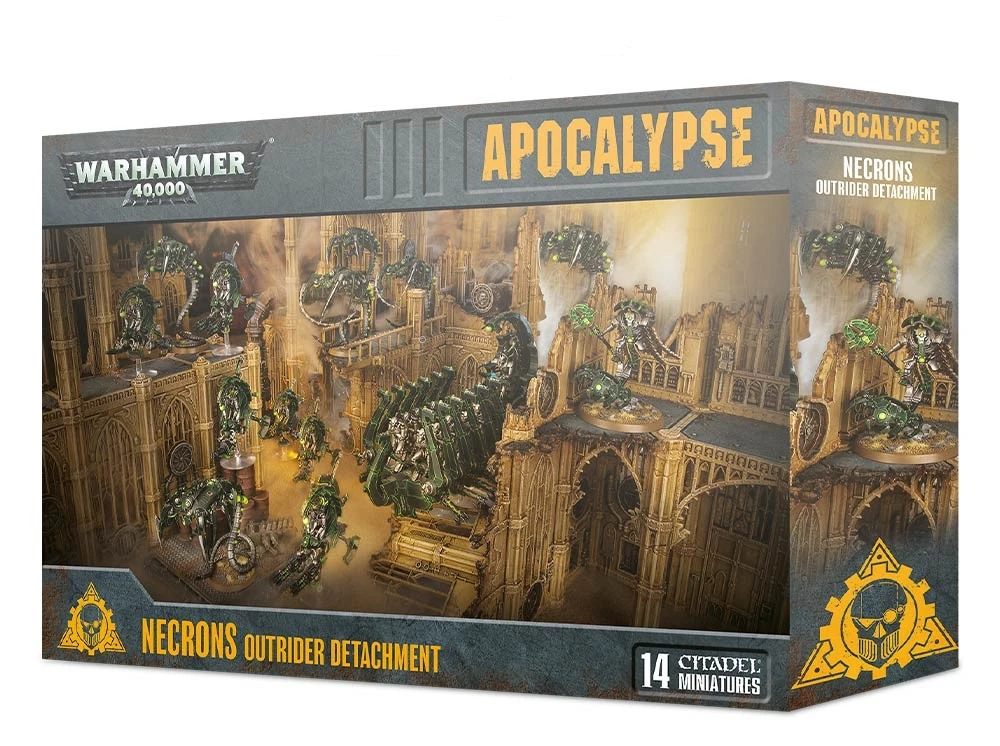 WARHAMMER
40,000
APOCALYPSE
NECRONS OUTRIDER DETACHMENT
14 CITADEL
MINIATURES
APOCALYPSE
NECRONS
OUTRIDER DETACHMENT